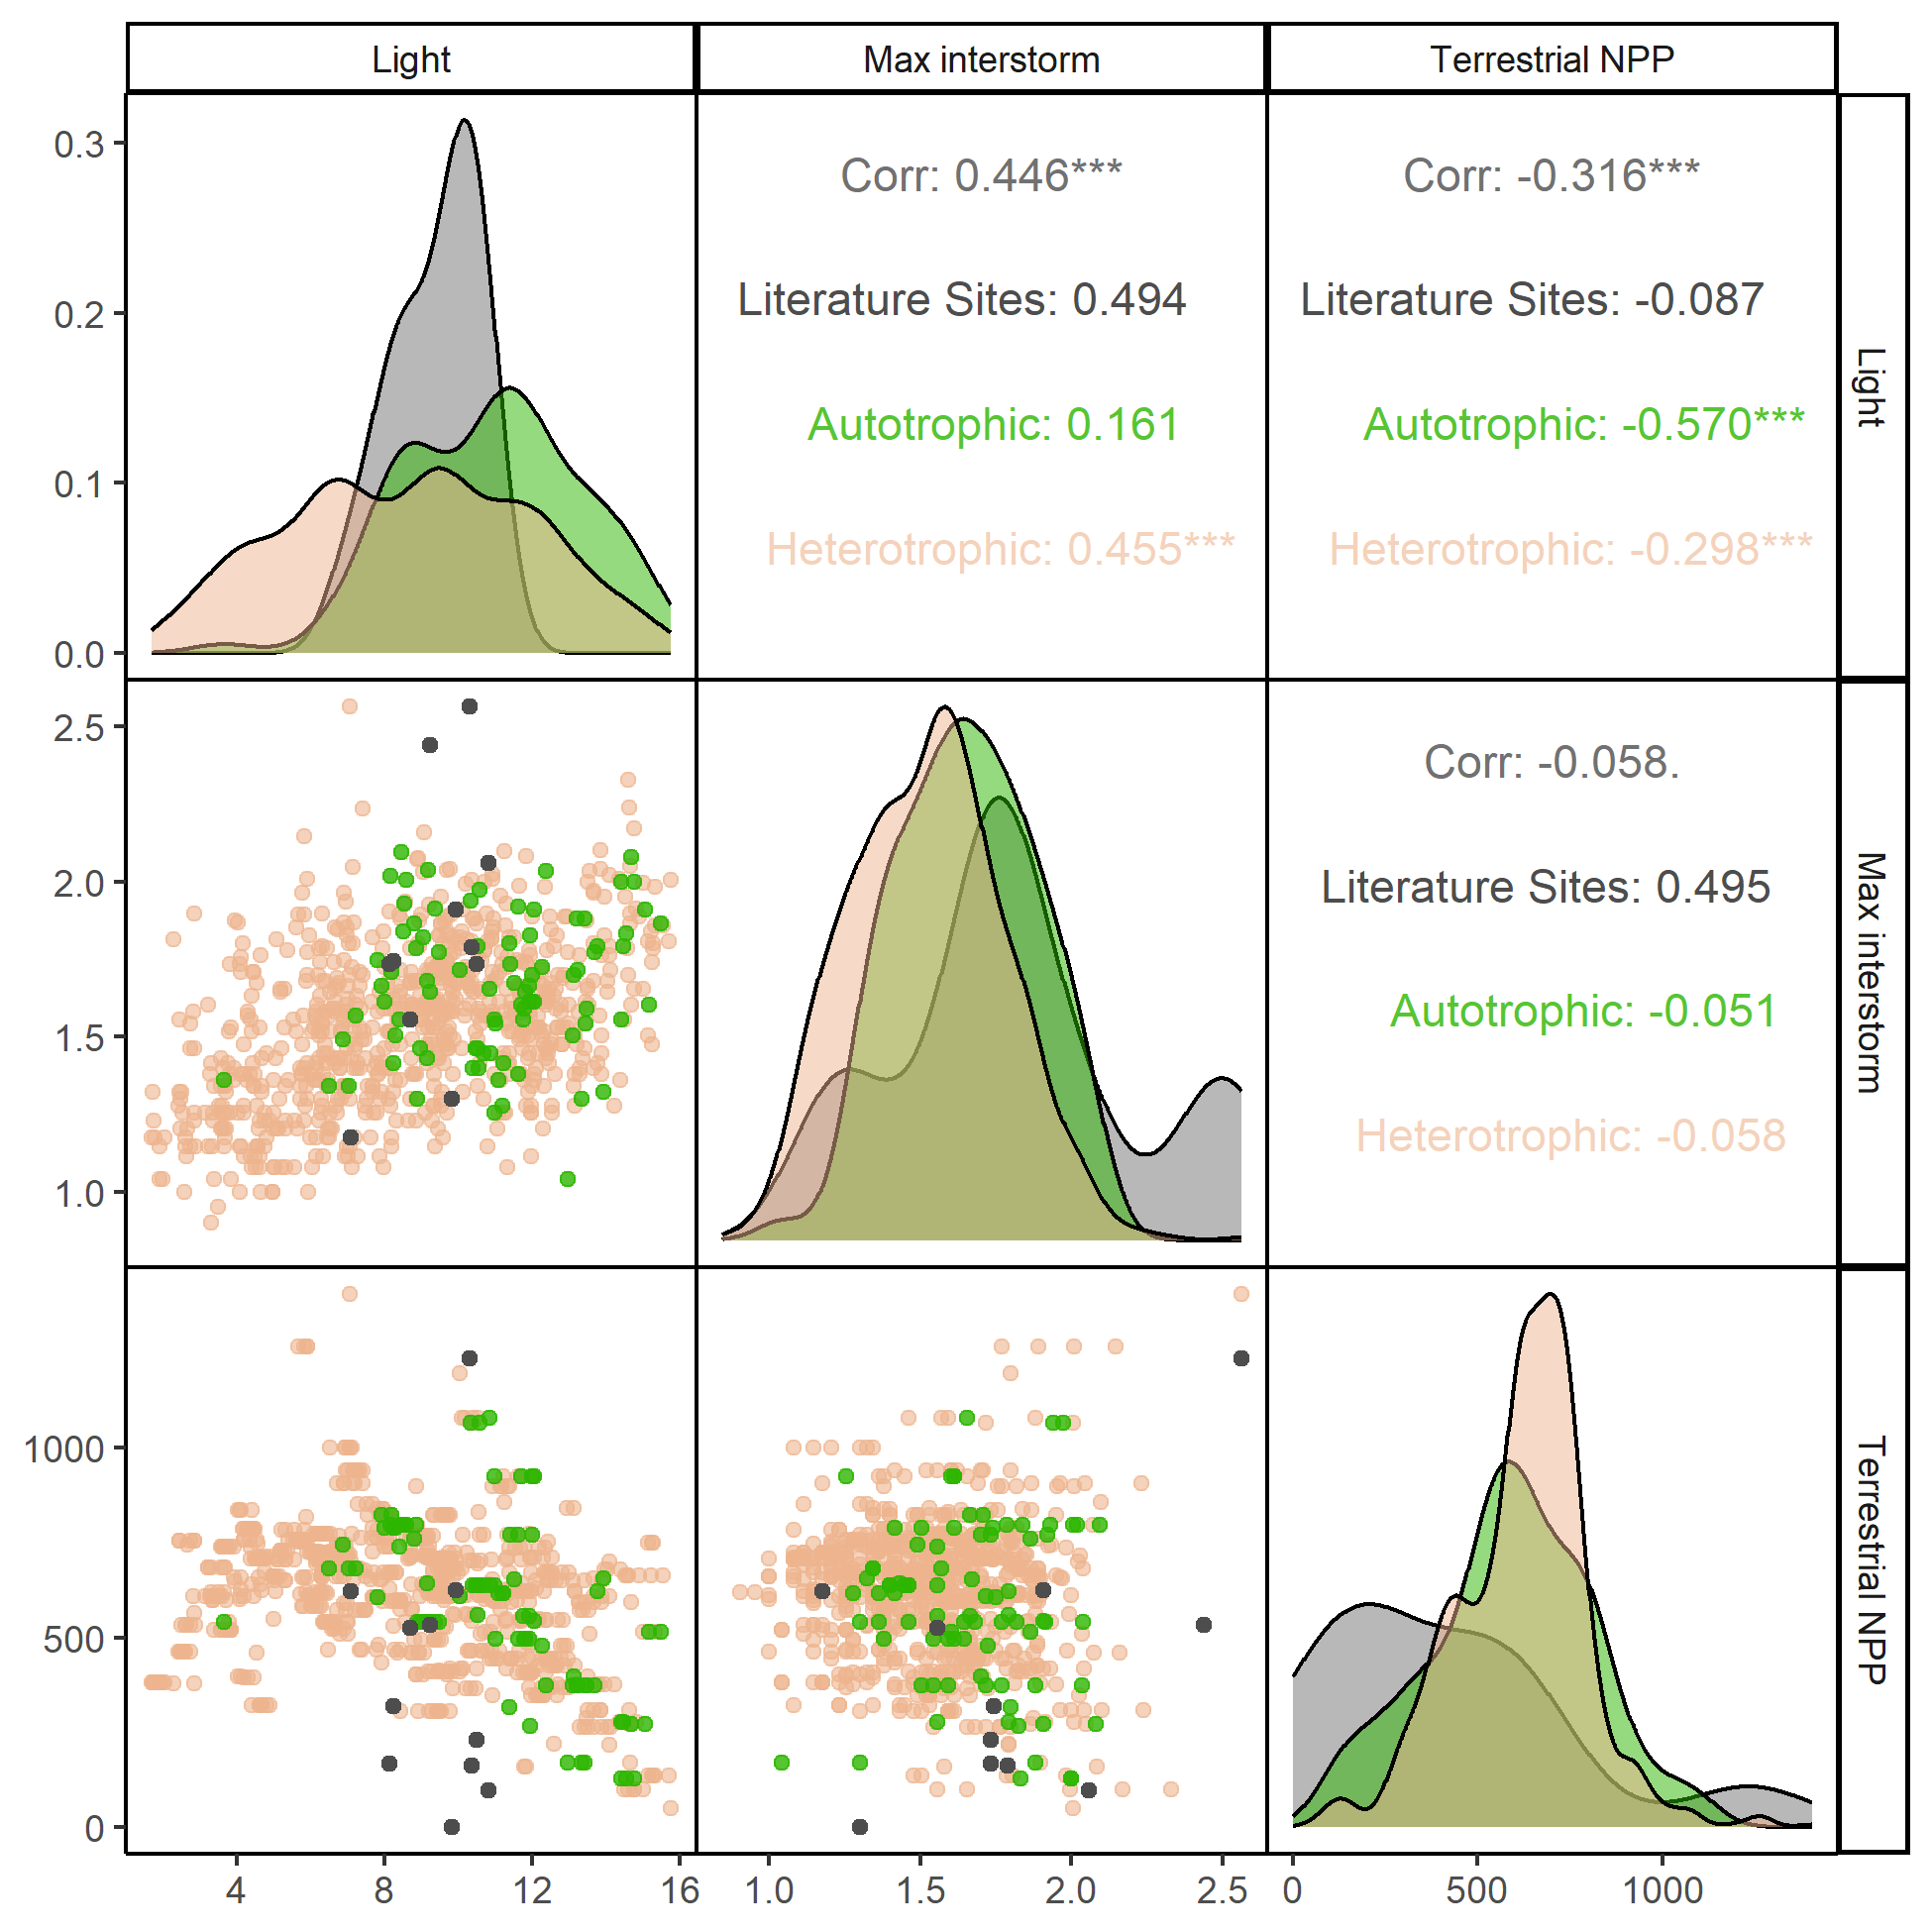 Light
Max interstorm
Terrestrial NPP
0.3
0.2
0.1
0.0
Corr: 0.446***
Literature Sites: 0.494
Autotrophic: 0.161
Heterotrophic: 0.455***
Corr: -0.316***
Literature Sites: -0.087
Autotrophic: -0.570***
Heterotrophic: -0.298***
Light
2.5
2.0
1.5
1.0
Corr: -0.058.
Literature Sites: 0.495
Autotrophic: -0.051
Heterotrophic: -0.058
Max interstorm
1000
500
0
Terrestrial NPP
4 8 12 16
1.0 1.5 2.0 2.5
0 500 1000